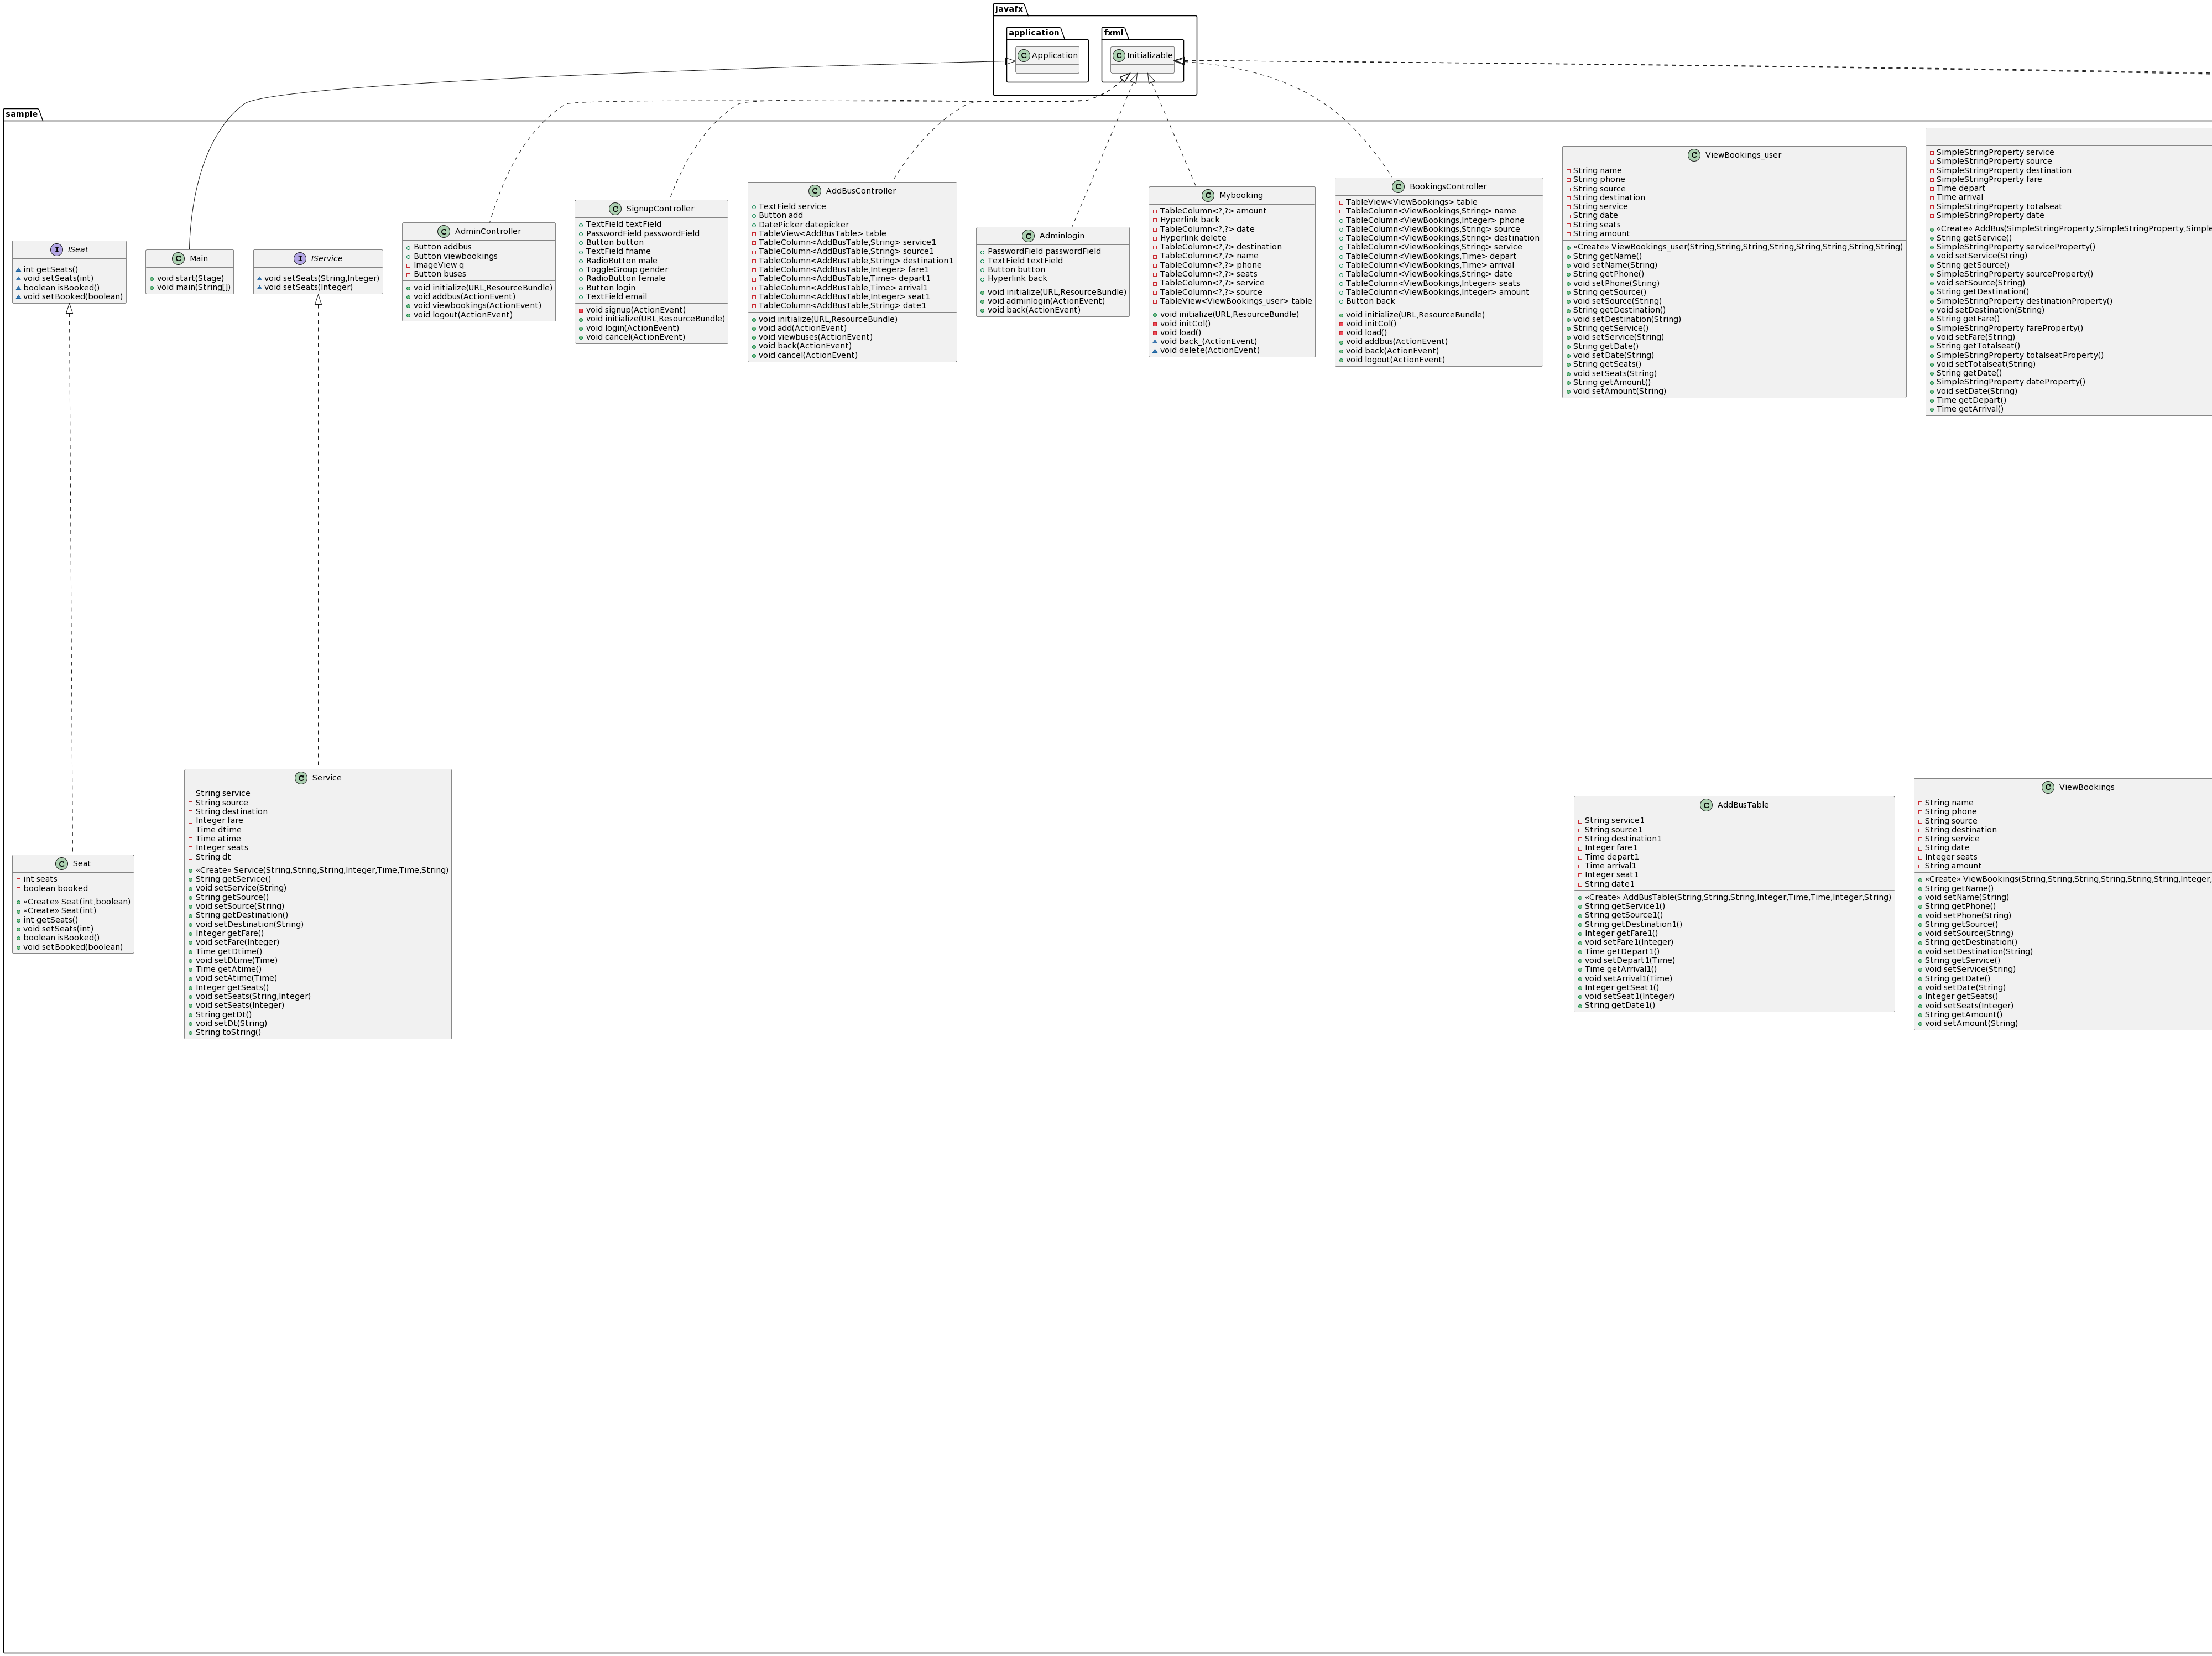 javafx
application
fxml
C Application
C Initializable
sample
I ISeat
int getSeats()
void setSeats(int)
boolean isBooked()
void setBooked(boolean)
C Main
void start(Stage)
void main(String[])
I IService
void setSeats(String,Integer)
void setSeats(Integer)
C AdminController
Button addbus
Button viewbookings
ImageView q
Button buses
void initialize(URL,ResourceBundle)
void addbus(ActionEvent)
void viewbookings(ActionEvent)
void logout(ActionEvent)
C SignupController
TextField textField
PasswordField passwordField
Button button
TextField fname
RadioButton male
ToggleGroup gender
RadioButton female
Button login
TextField email
void signup(ActionEvent)
void initialize(URL,ResourceBundle)
void login(ActionEvent)
void cancel(ActionEvent)
C AddBusController
TextField service
Button add
DatePicker datepicker
TableView<AddBusTable> table
TableColumn<AddBusTable,String> service1
TableColumn<AddBusTable,String> source1
TableColumn<AddBusTable,String> destination1
TableColumn<AddBusTable,Integer> fare1
TableColumn<AddBusTable,Time> depart1
TableColumn<AddBusTable,Time> arrival1
TableColumn<AddBusTable,Integer> seat1
TableColumn<AddBusTable,String> date1
void initialize(URL,ResourceBundle)
void add(ActionEvent)
void viewbuses(ActionEvent)
void back(ActionEvent)
void cancel(ActionEvent)
C Adminlogin
PasswordField passwordField
TextField textField
Button button
Hyperlink back
void initialize(URL,ResourceBundle)
void adminlogin(ActionEvent)
void back(ActionEvent)
C Mybooking
TableColumn<?,?> amount
Hyperlink back
TableColumn<?,?> date
Hyperlink delete
TableColumn<?,?> destination
TableColumn<?,?> name
TableColumn<?,?> phone
TableColumn<?,?> seats
TableColumn<?,?> service
TableColumn<?,?> source
TableView<ViewBookings_user> table
void initialize(URL,ResourceBundle)
void initCol()
void load()
void back_(ActionEvent)
void delete(ActionEvent)
C BookingsController
TableView<ViewBookings> table
TableColumn<ViewBookings,String> name
TableColumn<ViewBookings,Integer> phone
TableColumn<ViewBookings,String> source
TableColumn<ViewBookings,String> destination
TableColumn<ViewBookings,String> service
TableColumn<ViewBookings,Time> depart
TableColumn<ViewBookings,Time> arrival
TableColumn<ViewBookings,String> date
TableColumn<ViewBookings,Integer> seats
TableColumn<ViewBookings,Integer> amount
Button back
void initialize(URL,ResourceBundle)
void initCol()
void load()
void addbus(ActionEvent)
void back(ActionEvent)
void logout(ActionEvent)
C ViewBookings_user
String name
String phone
String source
String destination
String service
String date
String seats
String amount
«Create» ViewBookings_user(String,String,String,String,String,String,String,String)
String getName()
void setName(String)
String getPhone()
void setPhone(String)
String getSource()
void setSource(String)
String getDestination()
void setDestination(String)
String getService()
void setService(String)
String getDate()
void setDate(String)
String getSeats()
void setSeats(String)
String getAmount()
void setAmount(String)
SimpleStringProperty service
SimpleStringProperty source
SimpleStringProperty destination
SimpleStringProperty fare
Time depart
Time arrival
SimpleStringProperty totalseat
SimpleStringProperty date
«Create» AddBus(SimpleStringProperty,SimpleStringProperty,Simple
String getService()
SimpleStringProperty serviceProperty()
void setService(String)
String getSource()
SimpleStringProperty sourceProperty()
void setSource(String)
String getDestination()
SimpleStringProperty destinationProperty()
void setDestination(String)
String getFare()
SimpleStringProperty fareProperty()
void setFare(String)
String getTotalseat()
SimpleStringProperty totalseatProperty()
void setTotalseat(String)
String getDate()
SimpleStringProperty dateProperty()
void setDate(String)
Time getDepart()
Time getArrival()
C Seat
int seats
boolean booked
«Create» Seat(int,boolean)
«Create» Seat(int)
int getSeats()
void setSeats(int)
boolean isBooked()
void setBooked(boolean)
C Service
String service
String source
String destination
Integer fare
Time dtime
Time atime
Integer seats
String dt
«Create» Service(String,String,String,Integer,Time,Time,String)
String getService()
void setService(String)
String getSource()
void setSource(String)
String getDestination()
void setDestination(String)
Integer getFare()
void setFare(Integer)
Time getDtime()
void setDtime(Time)
Time getAtime()
void setAtime(Time)
Integer getSeats()
void setSeats(String,Integer)
void setSeats(Integer)
String getDt()
void setDt(String)
String toString()
C AddBusTable
String service1
String source1
String destination1
Integer fare1
Time depart1
Time arrival1
Integer seat1
String date1
«Create» AddBusTable(String,String,String,Integer,Time,Time,Integer,String)
String getService1()
String getSource1()
String getDestination1()
Integer getFare1()
void setFare1(Integer)
Time getDepart1()
void setDepart1(Time)
Time getArrival1()
void setArrival1(Time)
Integer getSeat1()
void setSeat1(Integer)
String getDate1()
C ViewBookings
String name
String phone
String source
String destination
String service
String date
Integer seats
String amount
«Create» ViewBookings(String,String,String,String,String,String,Integer,
String getName()
void setName(String)
String getPhone()
void setPhone(String)
String getSource()
void setSource(String)
String getDestination()
void setDestination(String)
String getService()
void setService(String)
String getDate()
void setDate(String)
Integer getSeats()
void setSeats(Integer)
String getAmount()
void setAmount(String)